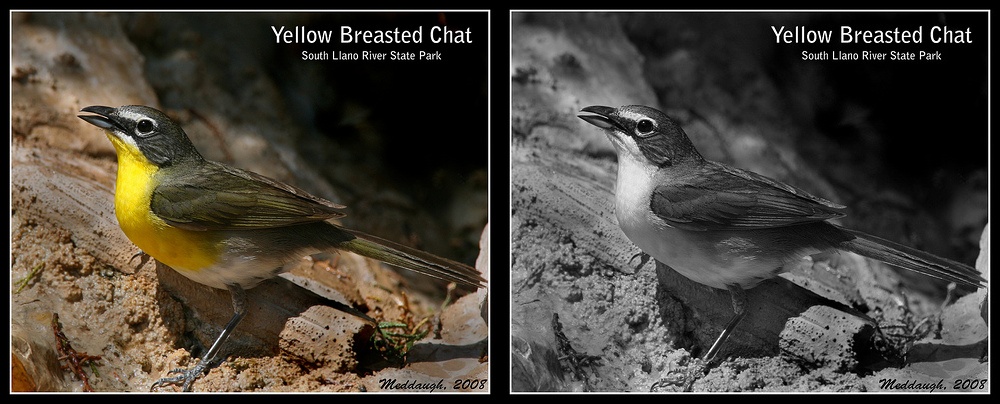 Yellow Breasted Chat
South Llano River State Park
Meddaugh, 2008
Yellow Breasted Chat
South Llano River State Park
Meddaugh, 2008